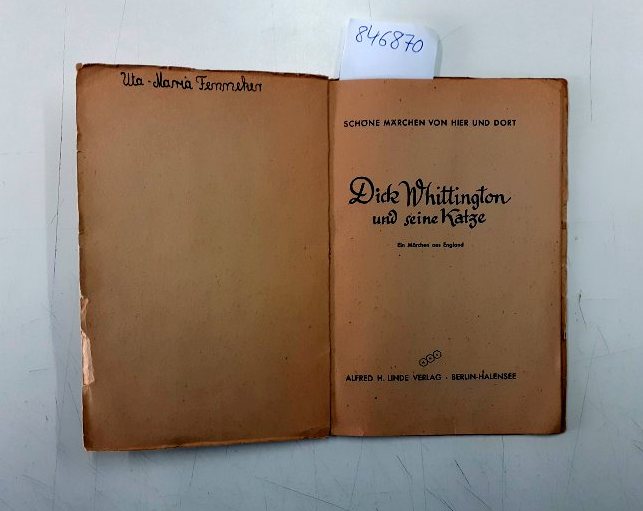 846870
Uta-Maria Fenneker
SCHÖNE MÄRCHEN VON HIER UND DORT
Dick Whittington
und seine Katze
Ein Märchen aus England
ALFRED H. LINDE VERLAG · BERLIN-HALENSEE